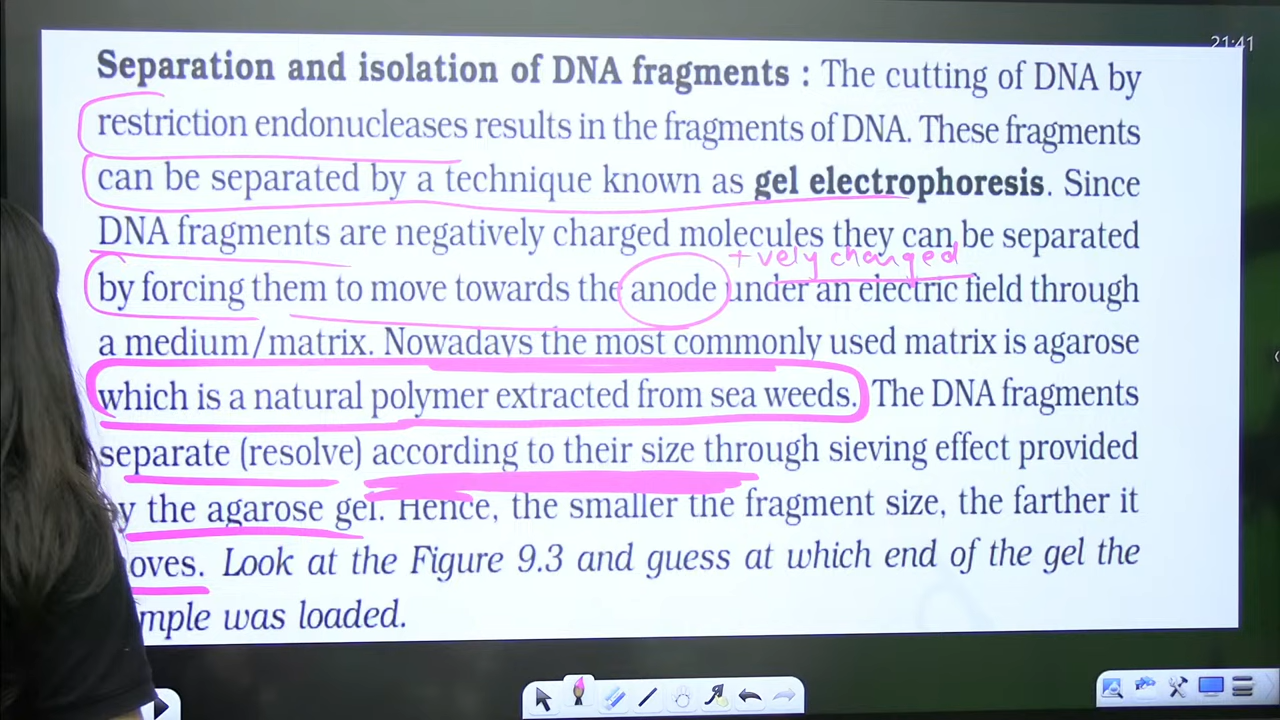 21:41
Separation and isolation of DNA fragments : The cutting of DNA by
restriction endonucleases results in the fragments of DNA. These fragments
can be separated by a technique known as gel electrophoresis. Since
DNA fragments are negatively charged molecules they can be separated
+vely changed
by forcing them to move towards the anode under an electric field through
a medium/matrix. Nowadays the most commonly used matrix is agarose
which is a natural polymer extracted from sea weeds. The DNA fragments
separate (resolve) according to their size through sieving effect provided
y the agarose gel. Hence, the smaller the fragment size, the farther it
oves. Look at the Figure 9.3 and guess at which end of the gel the
mple was loaded.